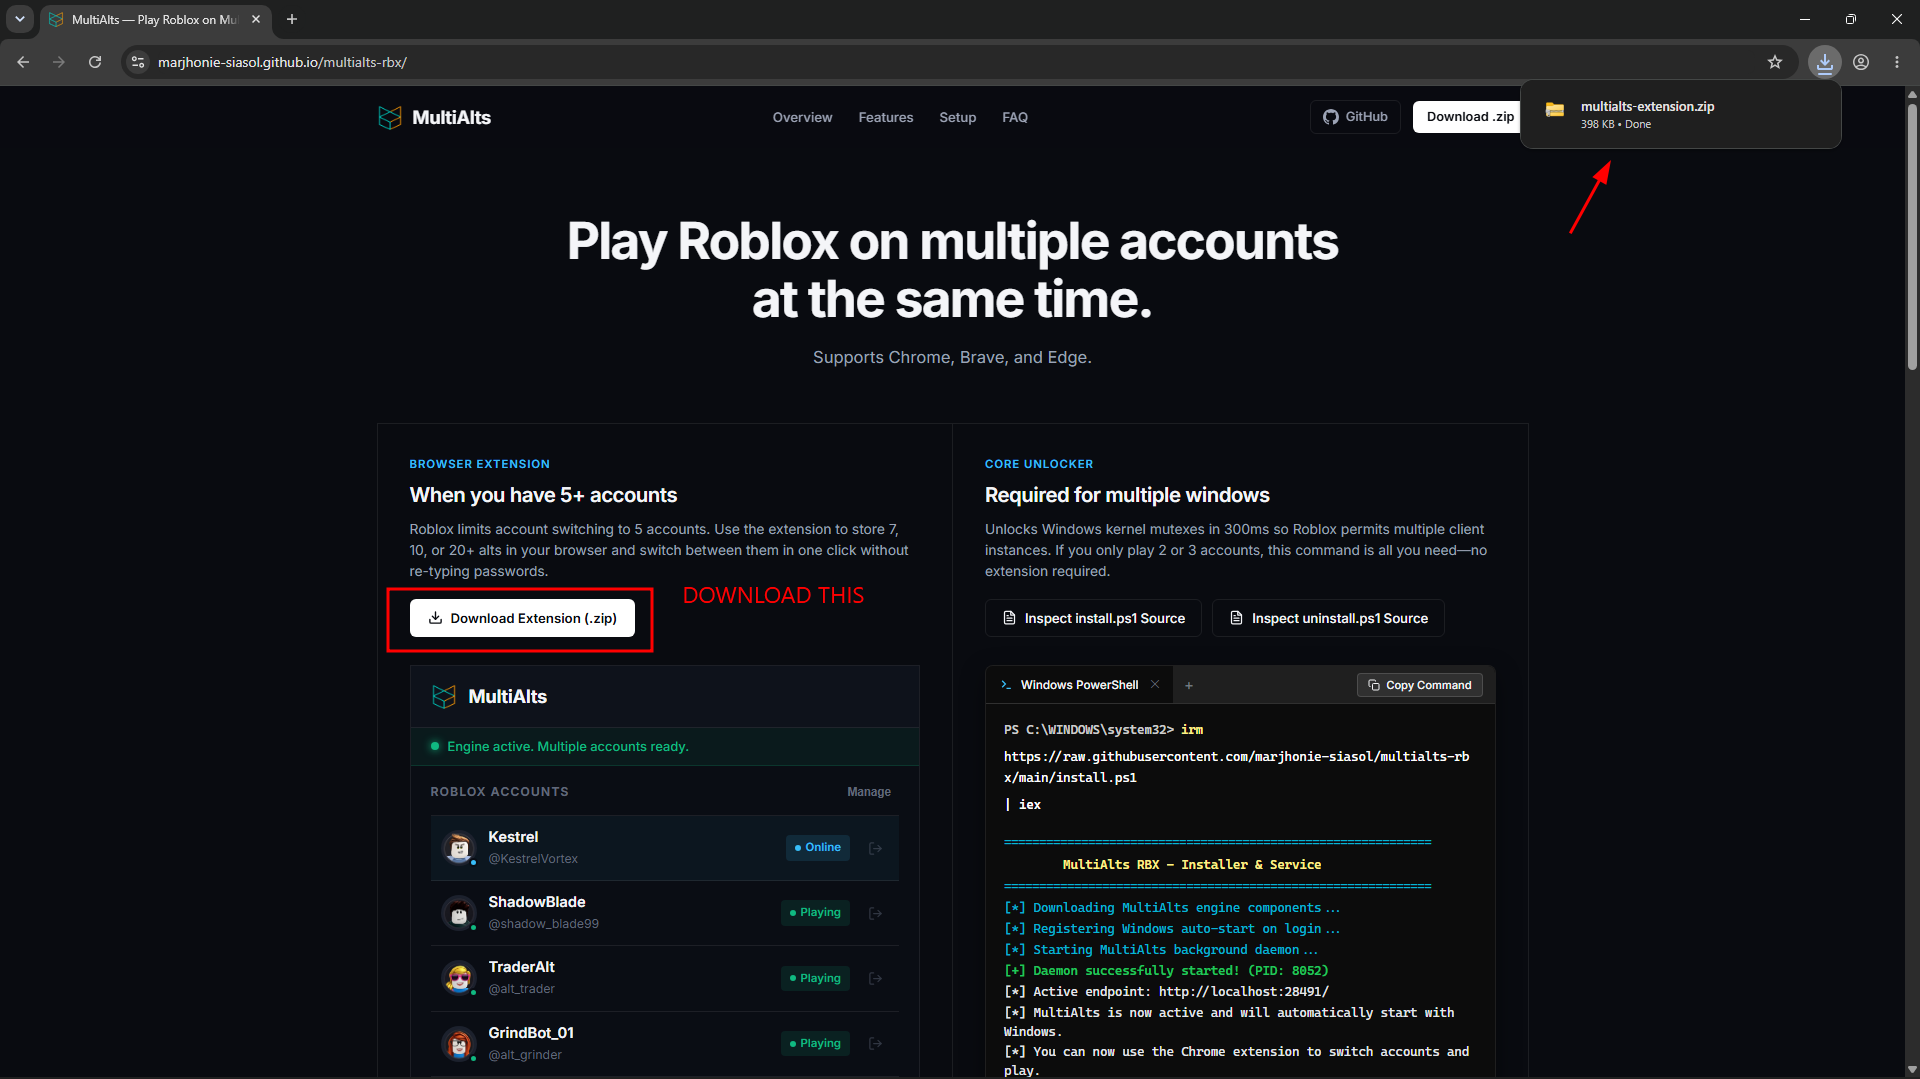 MultiAlts — Play Roblox on Mu
marjhonie-siasol.github.io/multialts-rbx/
multialts-extension.zip
398 KB • Done
MultiAlts
Overview
Features
Setup
FAQ
GitHub
Download .zip
Play Roblox on multiple accounts
at the same time.
Supports Chrome, Brave, and Edge.
BROWSER EXTENSION
When you have 5+ accounts
Roblox limits account switching to 5 accounts. Use the extension to store 7,
10, or 20+ alts in your browser and switch between them in one click without
re-typing passwords.
DOWNLOAD THIS
Download Extension (.zip)
MultiAlts
Engine active. Multiple accounts ready.
ROBLOX ACCOUNTS
Manage
Kestrel
@KestrelVortex
Online
ShadowBlade
@shadow_blade99
Playing
TraderAlt
@alt_trader
Playing
GrindBot_01
@alt_grinder
Playing
CORE UNLOCKER
Required for multiple windows
Unlocks Windows kernel mutexes in 300ms so Roblox permits multiple client
instances. If you only play 2 or 3 accounts, this command is all you need—no
extension required.
Inspect install.ps1 Source
Inspect uninstall.ps1 Source
Windows PowerShell
Copy Command
PS C:\WINDOWS\system32> irm
https://raw.githubusercontent.com/marjhonie-siasol/multialts-rb
x/main/install.ps1
| iex
==========================================================
MultiAlts RBX - Installer & Service
==========================================================
[*] Downloading MultiAlts engine components...
[*] Registering Windows auto-start on login...
[*] Starting MultiAlts background daemon...
[+] Daemon successfully started! (PID: 8052)
[*] Active endpoint: http://localhost:28491/
[*] MultiAlts is now active and will automatically start with
Windows.
[*] You can now use the Chrome extension to switch accounts and
play.